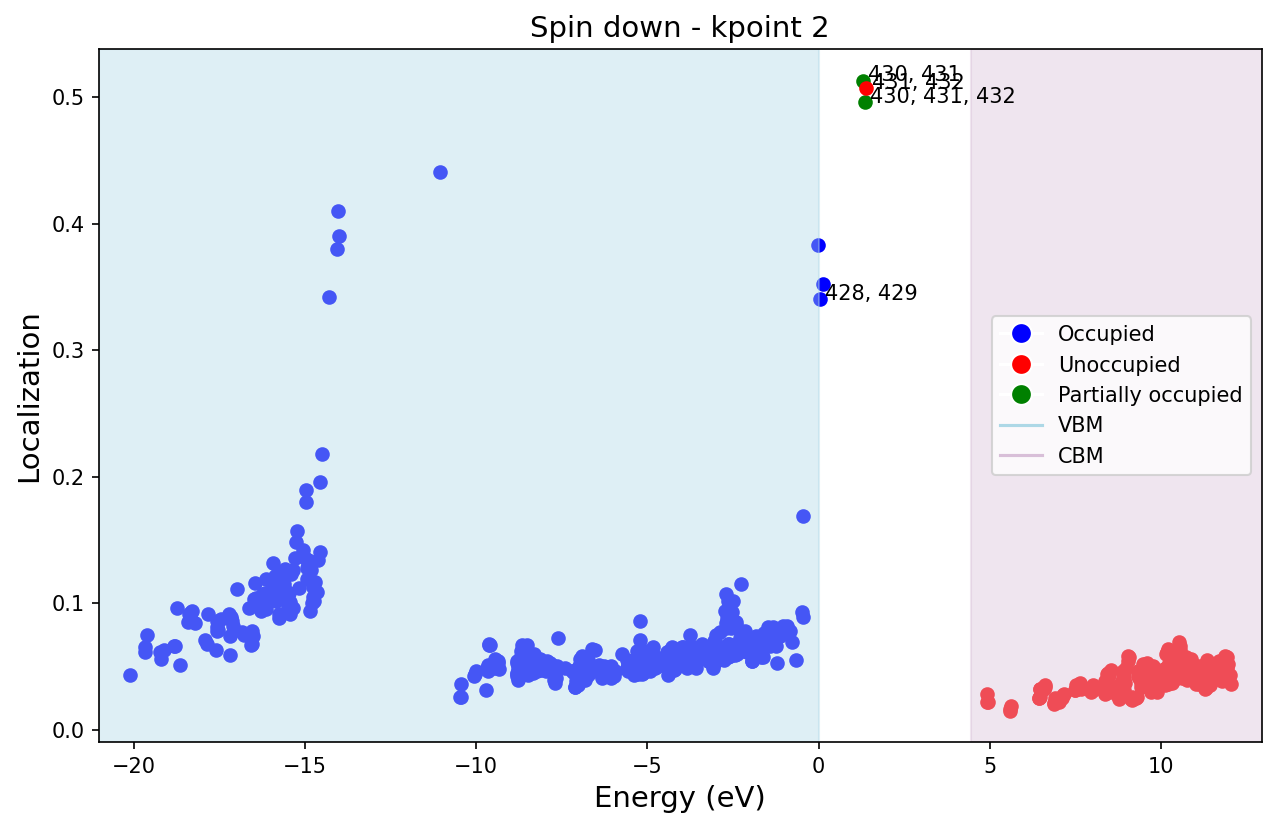 Spin down - kpoint 2
430, 431
431, 432
430, 431, 432
428, 429
Localization
0.5
0.4
0.3
0.2
0.1
0.0
Occupied
Unoccupied
Partially occupied
VBM
CBM
−20
−15
−10
−5
0
5
10
Energy (eV)